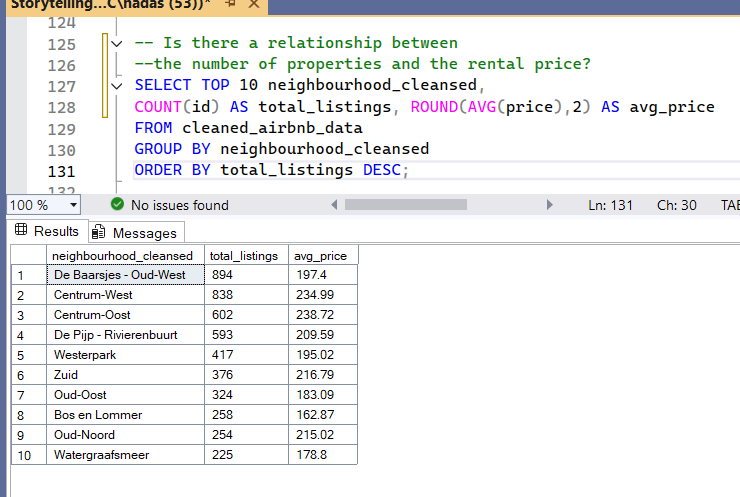 Storytelling...C\nadas (53))*
124
125 -- Is there a relationship between
126 --the number of properties and the rental price?
127 SELECT TOP 10 neighbourhood_cleansed,
128 COUNT(id) AS total_listings, ROUND(AVG(price),2) AS avg_price
129 FROM cleaned_airbnb_data
130 GROUP BY neighbourhood_cleansed
131 ORDER BY total_listings DESC;
132
100 % No issues found Ln: 131 Ch: 30 TAB
Results Messages
neighbourhood_cleansed total_listings avg_price
1 De Baarsjes - Oud-West 894 197.4
2 Centrum-West 838 234.99
3 Centrum-Oost 602 238.72
4 De Pijp - Rivierenbuurt 593 209.59
5 Westerpark 417 195.02
6 Zuid 376 216.79
7 Oud-Oost 324 183.09
8 Bos en Lommer 258 162.87
9 Oud-Noord 254 215.02
10 Watergraafsmeer 225 178.8